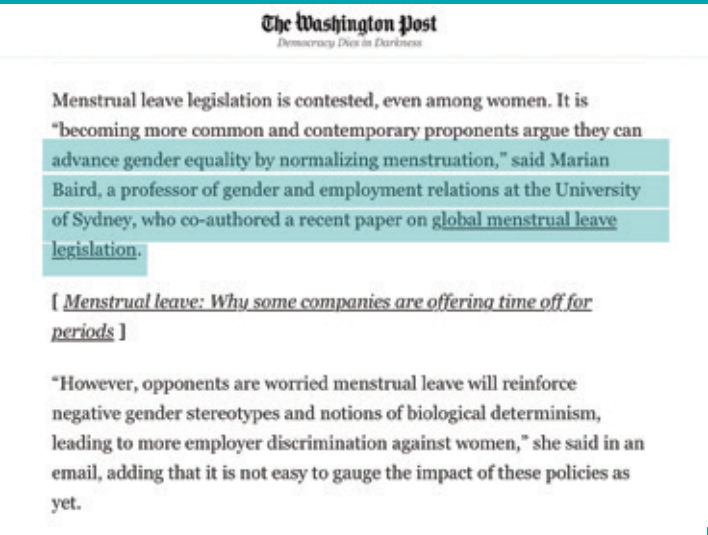 The Washington Post
Democracy Dies in Darkness
Menstrual leave legislation is contested, even among women. It is
“becoming more common and contemporary proponents argue they can
advance gender equality by normalizing menstruation,” said Marian
Baird, a professor of gender and employment relations at the University
of Sydney, who co-authored a recent paper on global menstrual leave
legislation.
[ Menstrual leave: Why some companies are offering time off for
periods ]
“However, opponents are worried menstrual leave will reinforce
negative gender stereotypes and notions of biological determinism,
leading to more employer discrimination against women,” she said in an
email, adding that it is not easy to gauge the impact of these policies as
yet.